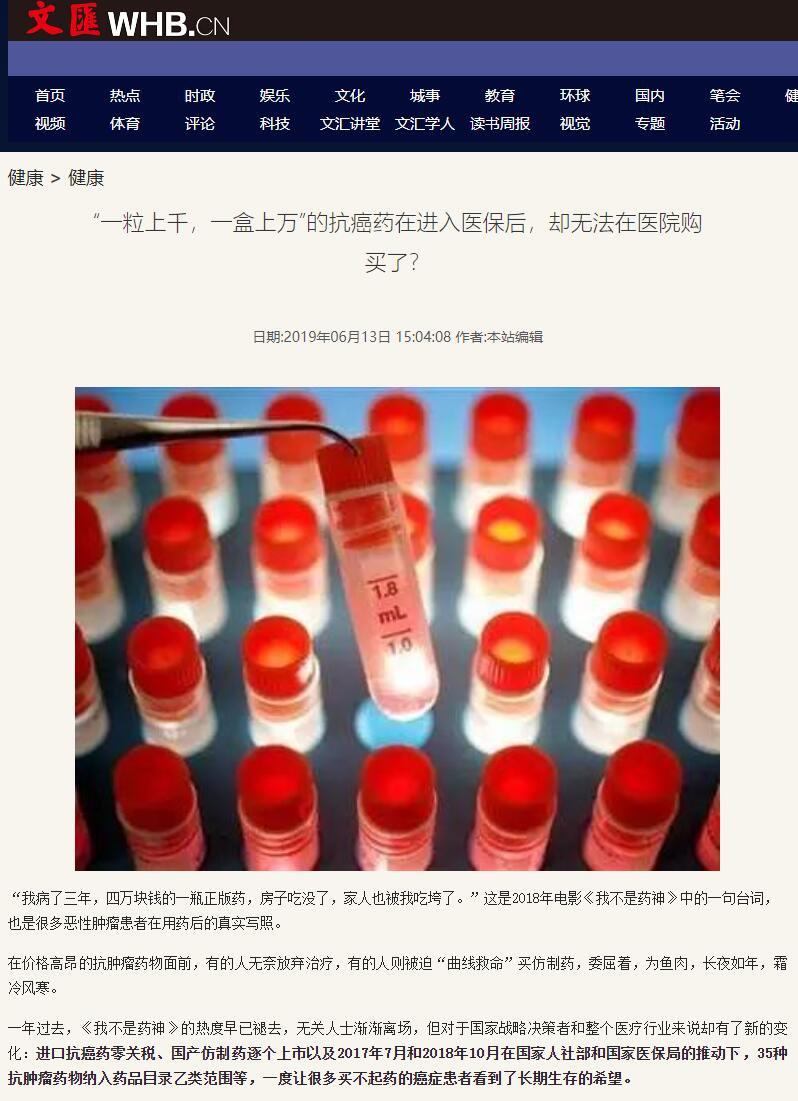 文匯 WHB.CN
首页 热点 时政 娱乐 文化 城事 教育 环球 国内 笔会
视频 体育 评论 科技 文汇讲堂 文汇学人 读书周报 视觉 专题 活动
健康 > 健康
“一粒上千，一盒上万”的抗癌药在进入医保后，却无法在医院购
买了？
日期:2019年06月13日 15:04:08 作者:本站编辑
1.8
mL
1.0
“我病了三年，四万块钱的一瓶正版药，房子吃没了，家人也被我吃垮了。”这是2018年电影《我不是药神》中的一句台词，
也是很多恶性肿瘤患者在用药后的真实写照。
在价格高昂的抗肿瘤药物面前，有的人无奈放弃治疗，有的人则被迫“曲线救命”买仿制药，委屈着，为鱼肉，长夜如年，霜
冷风寒。
一年过去，《我不是药神》的热度早已褪去，无关人士渐渐离场，但对于国家战略决策者和整个医疗行业来说却有了新的变
化：进口抗癌药零关税、国产仿制药逐个上市以及2017年7月和2018年10月在国家人社部和国家医保局的推动下，35种
抗肿瘤药物纳入药品目录乙类范围等，一度让很多买不起药的癌症患者看到了长期生存的希望。